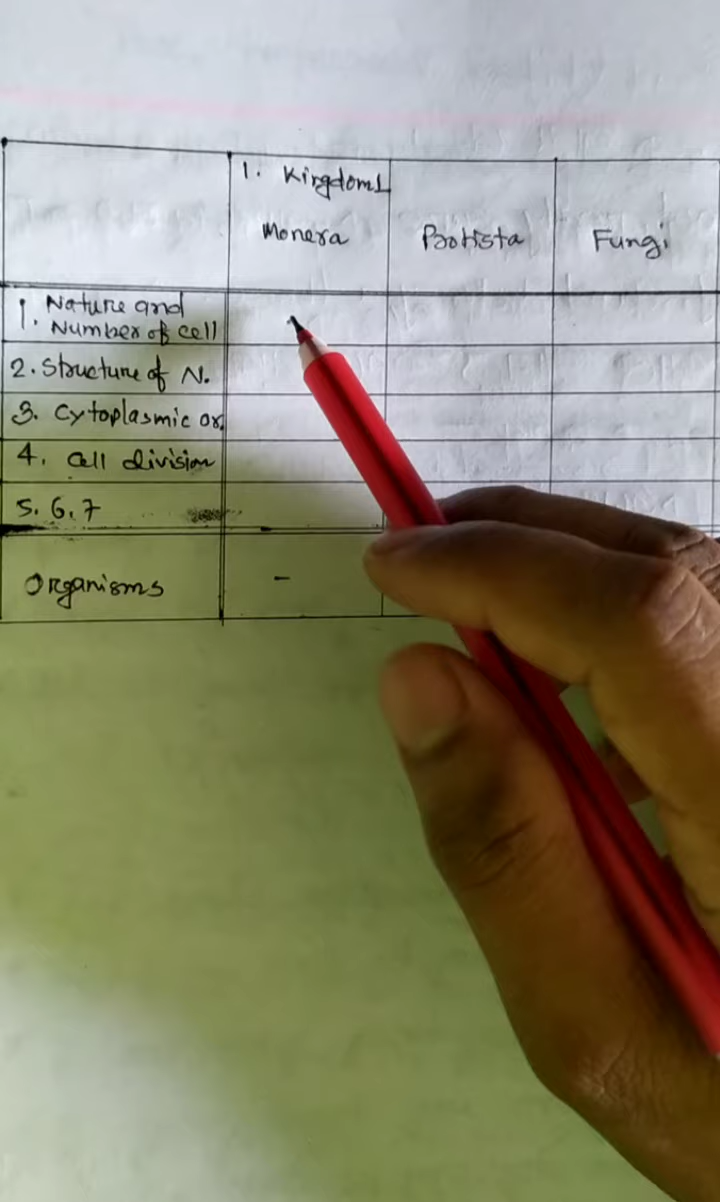 1. Kingdom1
Monera
Protista
Fungi
1. Nature and
Number of cell
2. Structure of N.
3. Cytoplasmic or.
4. Cell division
5. 6. 7
Organisms
-